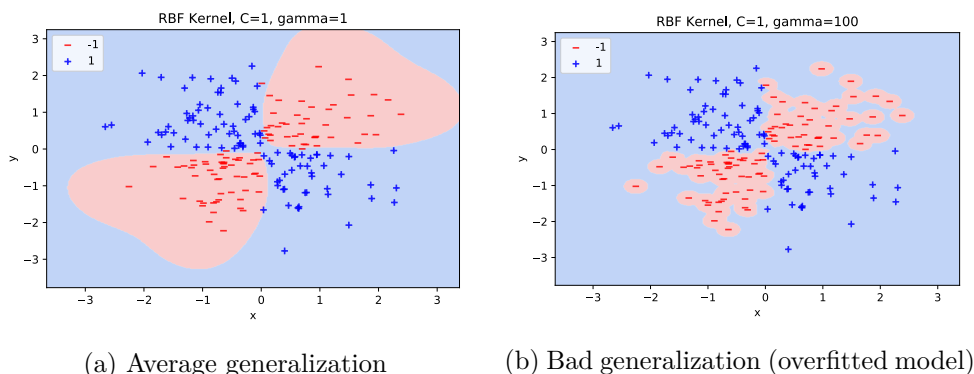 RBF Kernel, C=1, gamma=1
-1
1
3
2
1
0
−1
−2
−3
y
−3 −2 −1 0 1 2 3
x
(a) Average generalization
RBF Kernel, C=1, gamma=100
-1
1
3
2
1
0
−1
−2
−3
y
−3 −2 −1 0 1 2 3
x
(b) Bad generalization (overfitted model)